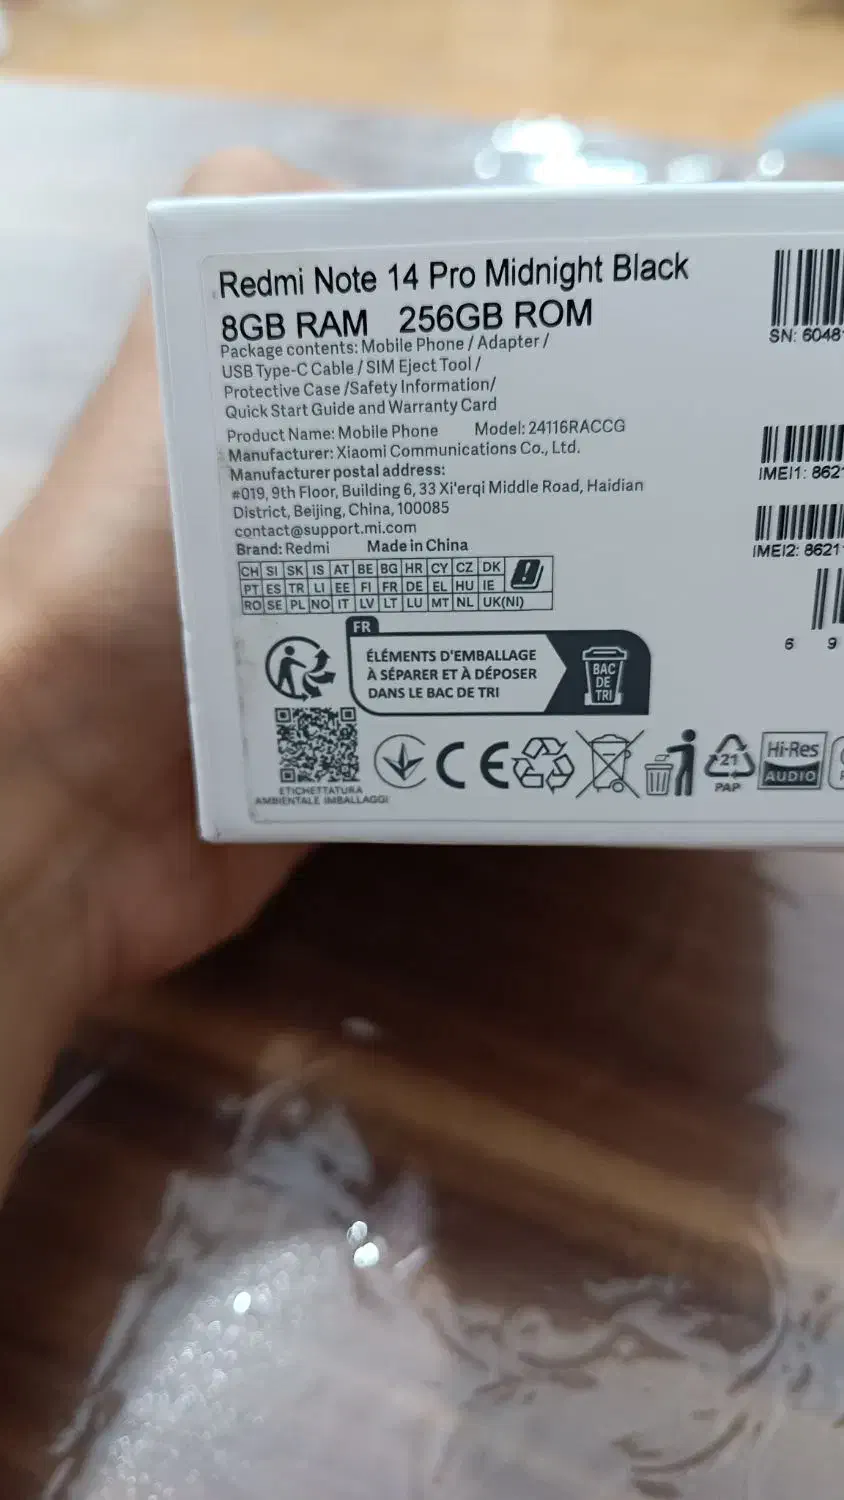 Redmi Note 14 Pro Midnight Black
8GB RAM 256GB ROM
Package contents: Mobile Phone / Adapter /
USB Type-C Cable / SIM Eject Tool /
Protective Case /Safety Information/
Quick Start Guide and Warranty Card
Product Name: Mobile Phone Model: 24116RACCG
Manufacturer: Xiaomi Communications Co., Ltd.
Manufacturer postal address:
#019, 9th Floor, Building 6, 33 Xi'erqi Middle Road, Haidian
District, Beijing, China, 100085
contact@support.mi.com
Brand: Redmi Made in China
CH SI SK IS AT BE BG HR CY CZ DK
PT ES TR LI EE FI FR DE EL HU IE
RO SE PL NO IT LV LT LU MT NL UK(NI)
FR
ÉLÉMENTS D'EMBALLAGE
À SÉPARER ET À DÉPOSER
DANS LE BAC DE TRI
BAC
DE
TRI
ETICHETTATURA
AMBIENTALE IMBALLAGGI
CE
21
PAP
Hi-Res
AUDIO
SN: 6048
IMEI1: 862
IMEI2: 8621
6 9